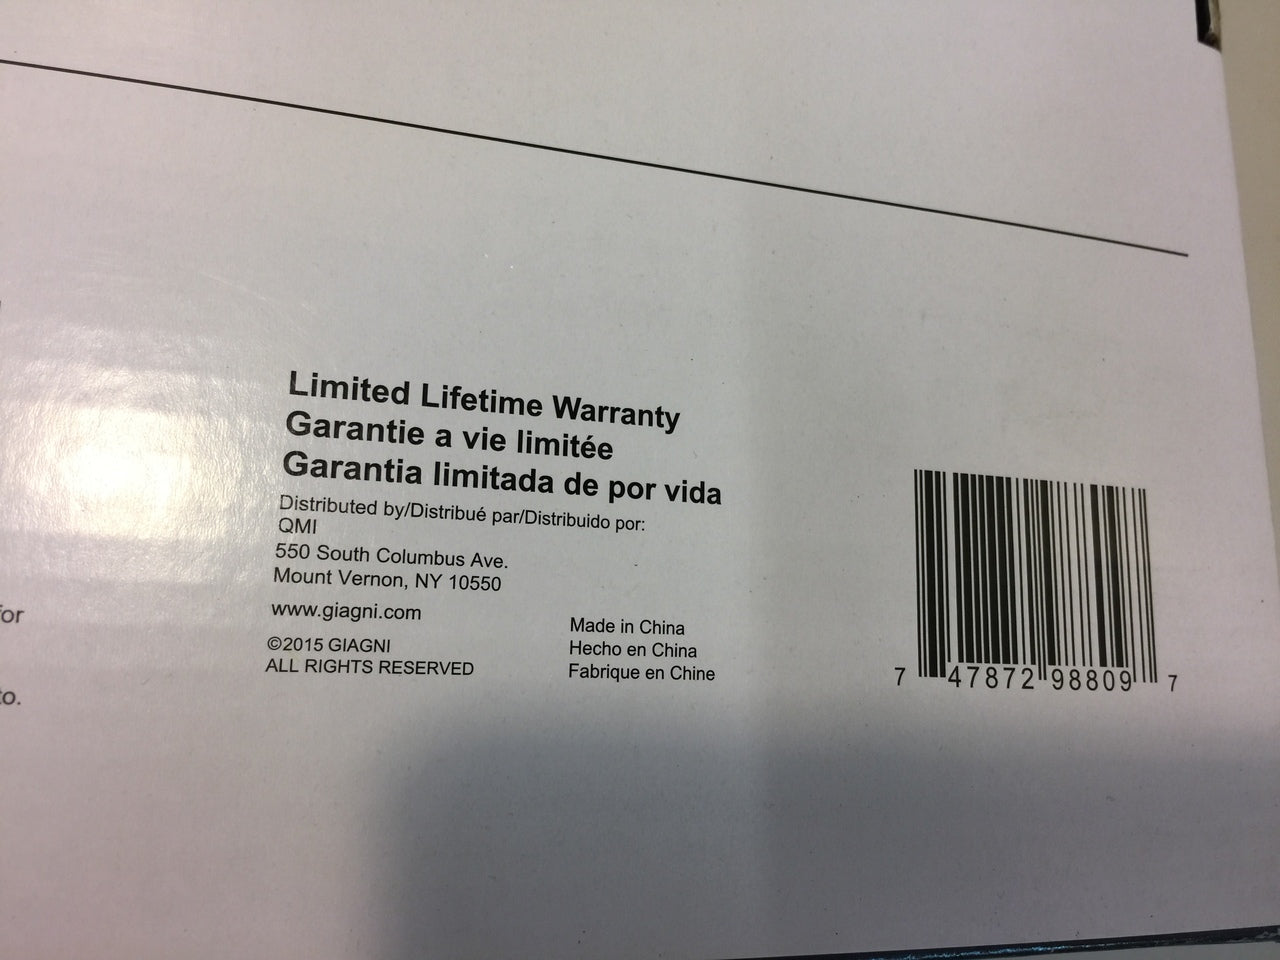 Limited Lifetime Warranty
Garantie a vie limitée
Garantia limitada de por vida
Distributed by/Distribué par/Distribuido por:
QMI
550 South Columbus Ave.
Mount Vernon, NY 10550
www.giagni.com
©2015 GIAGNI
ALL RIGHTS RESERVED
Made in China
Hecho en China
Fabrique en Chine
7 47872 98809 7
for
to.